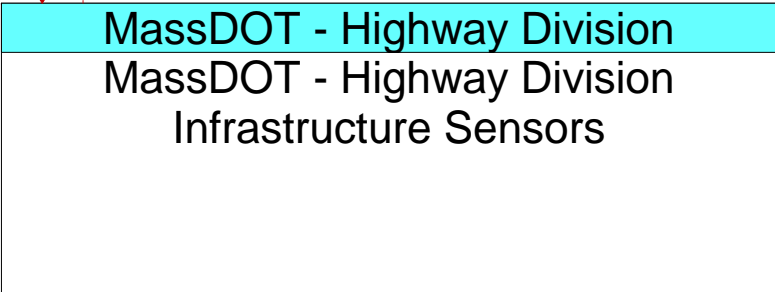 MassDOT - Highway Division
MassDOT - Highway Division
Infrastructure Sensors